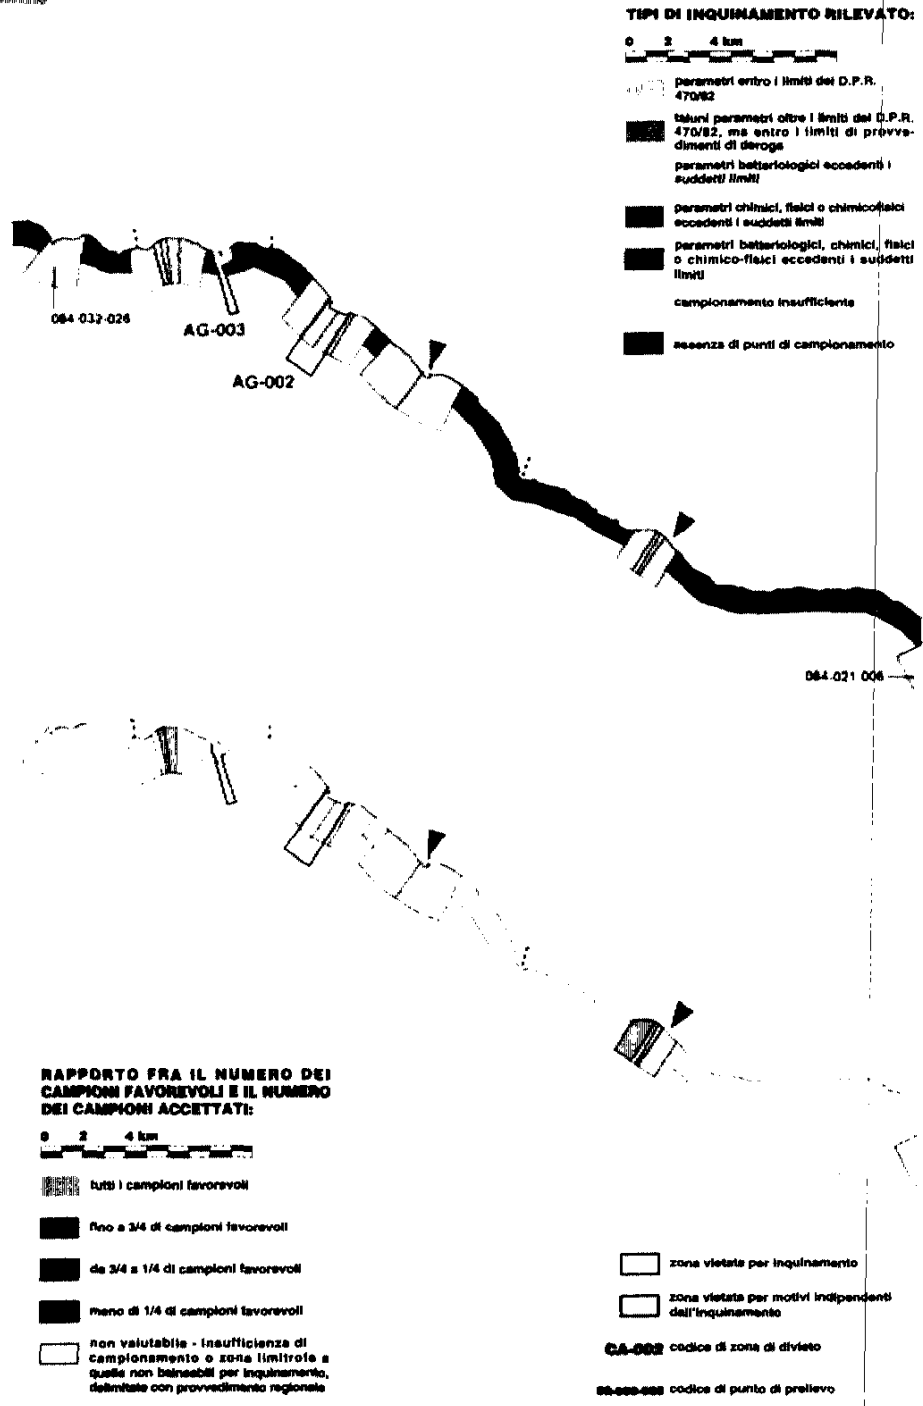 TIPI DI INQUINAMENTO RILEVATO:
0 2 4 km
parametri entro i limiti del D.P.R.
470/82
taluni parametri oltre i limiti del D.P.R.
470/82, ma entro i limiti di provve-
dimenti di deroga
parametri batteriologici eccedenti i
suddetti limiti
parametri chimici, fisici o chimicofisici
eccedenti i suddetti limiti
parametri batteriologici, chimici, fisici
o chimico-fisici eccedenti i suddetti
limiti
campionamento insufficiente
assenza di punti di campionamento
084-032-026
AG-003
AG-002
084-021 006
RAPPORTO FRA IL NUMERO DEI
CAMPIONI FAVOREVOLI E IL NUMERO
DEI CAMPIONI ACCETTATI:
0 2 4 km
tutti i campioni favorevoli
fino a 3/4 di campioni favorevoli
da 3/4 a 1/4 di campioni favorevoli
meno di 1/4 di campioni favorevoli
non valutabile - insufficienza di
campionamento o zona limitrofa a
quelle non balneabili per inquinamento,
delimitate con provvedimento regionale
zona vietata per inquinamento
zona vietata per motivi indipendenti
dall'inquinamento
CA-002 codice di zona di divieto
codice di punto di prelievo